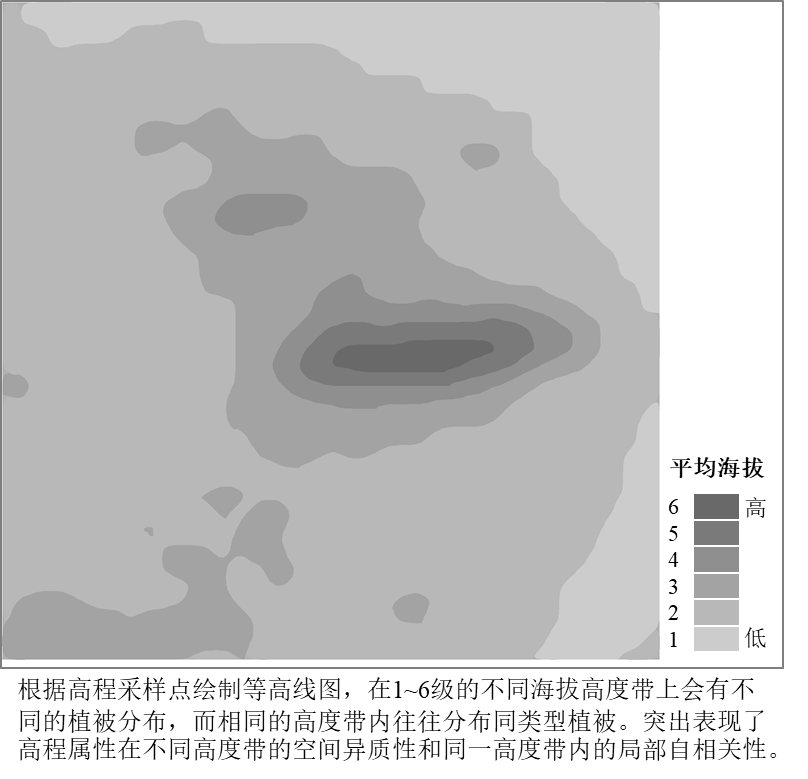 平均海拔
6 高
5
4
3
2
1 低
根据高程采样点绘制等高线图，在1~6级的不同海拔高度带上会有不
同的植被分布，而相同的高度带内往往分布同类型植被。突出表现了
高程属性在不同高度带的空间异质性和同一高度带内的局部自相关性。